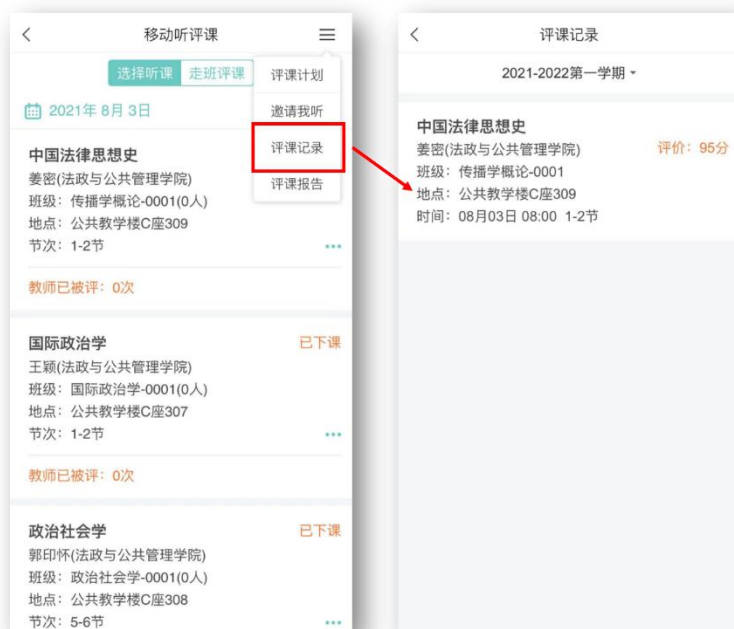 移动听评课
选择听课 走班评课
2021年 8月 3日
评课计划
邀请我听
评课记录
评课报告
中国法律思想史
姜密(法政与公共管理学院)
班级：传播学概论-0001(0人)
地点：公共教学楼C座309
节次：1-2节
教师已被评：0次
国际政治学 已下课
王颖(法政与公共管理学院)
班级：国际政治学-0001(0人)
地点：公共教学楼C座307
节次：1-2节
教师已被评：0次
政治社会学 已下课
郭印怀(法政与公共管理学院)
班级：政治社会学-0001(0人)
地点：公共教学楼C座308
节次：5-6节
评课记录
2021-2022第一学期
中国法律思想史
姜密(法政与公共管理学院) 评价：95分
班级：传播学概论-0001
地点：公共教学楼C座309
时间：08月03日 08:00 1-2节